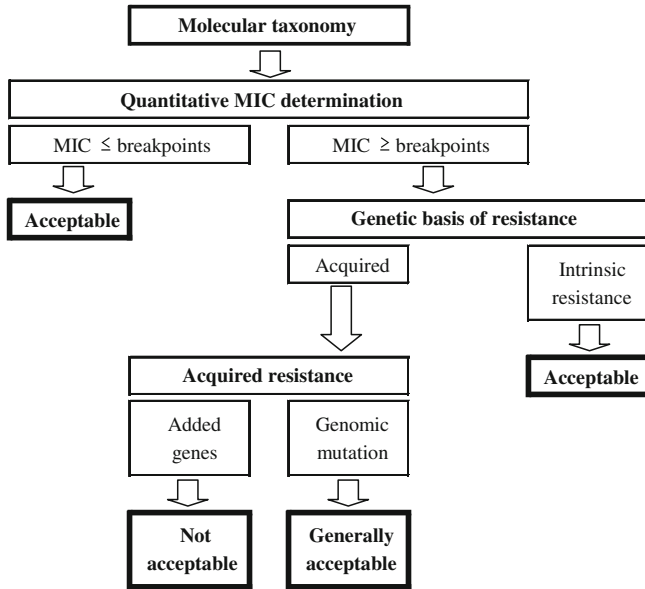 Molecular taxonomy
Quantitative MIC determination
MIC ≤ breakpoints
MIC ≥ breakpoints
Acceptable
Genetic basis of resistance
Acquired
Intrinsic
resistance
Acquired resistance
Acceptable
Added
genes
Genomic
mutation
Not
acceptable
Generally
acceptable